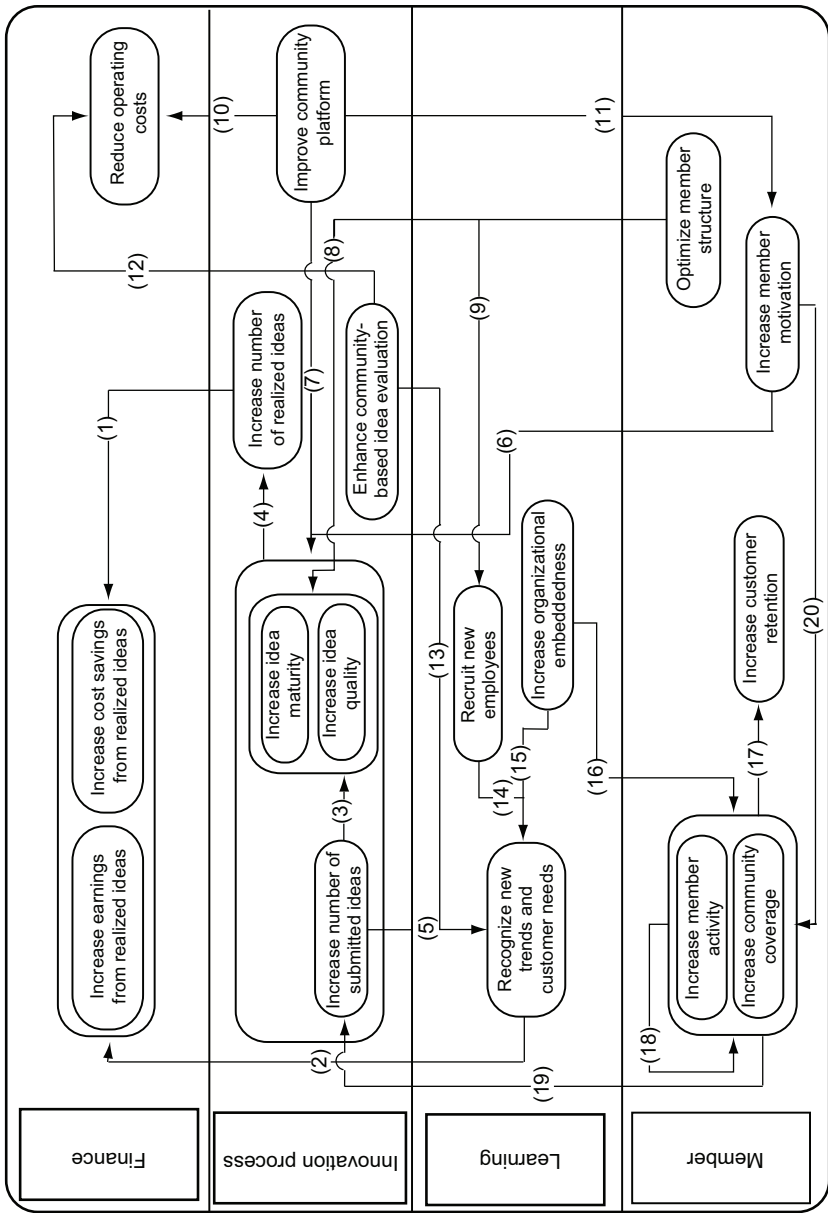 Finance
Increase earnings
from realized ideas
Increase cost savings
from realized ideas
(1)
(12)
Reduce operating
costs
(10)
Innovation process
(2)
Increase number of
submitted ideas
(3)
Increase idea
maturity
Increase idea
quality
(4)
Increase number
of realized ideas
(7)
(8)
Enhance community-
based idea evaluation
Improve community
platform
Learning
(19)
(5)
Recognize new
trends and
customer needs
(13)
(14)
(15)
Recruit new
employees
Increase organizational
embeddedness
(9)
(6)
(11)
(16)
Member
(18)
Increase member
activity
Increase community
coverage
(17)
Increase customer
retention
(20)
Increase member
motivation
Optimize member
structure